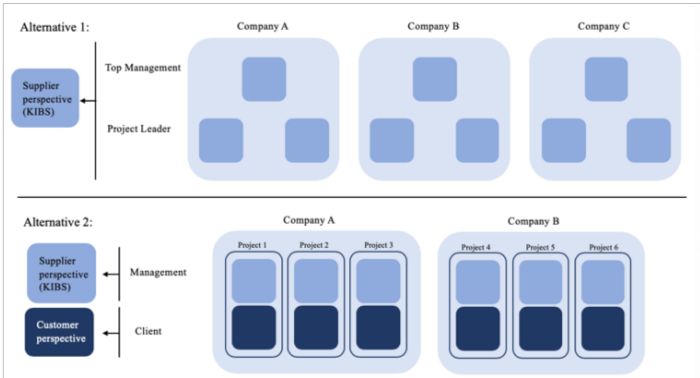 Alternative 1:
Company A
Company B
Company C
Top Management
Supplier
perspective
(KIBS)
Project Leader
Alternative 2:
Company A
Company B
Project 1
Project 2
Project 3
Project 4
Project 5
Project 6
Supplier
perspective
(KIBS)
Management
Customer
perspective
Client